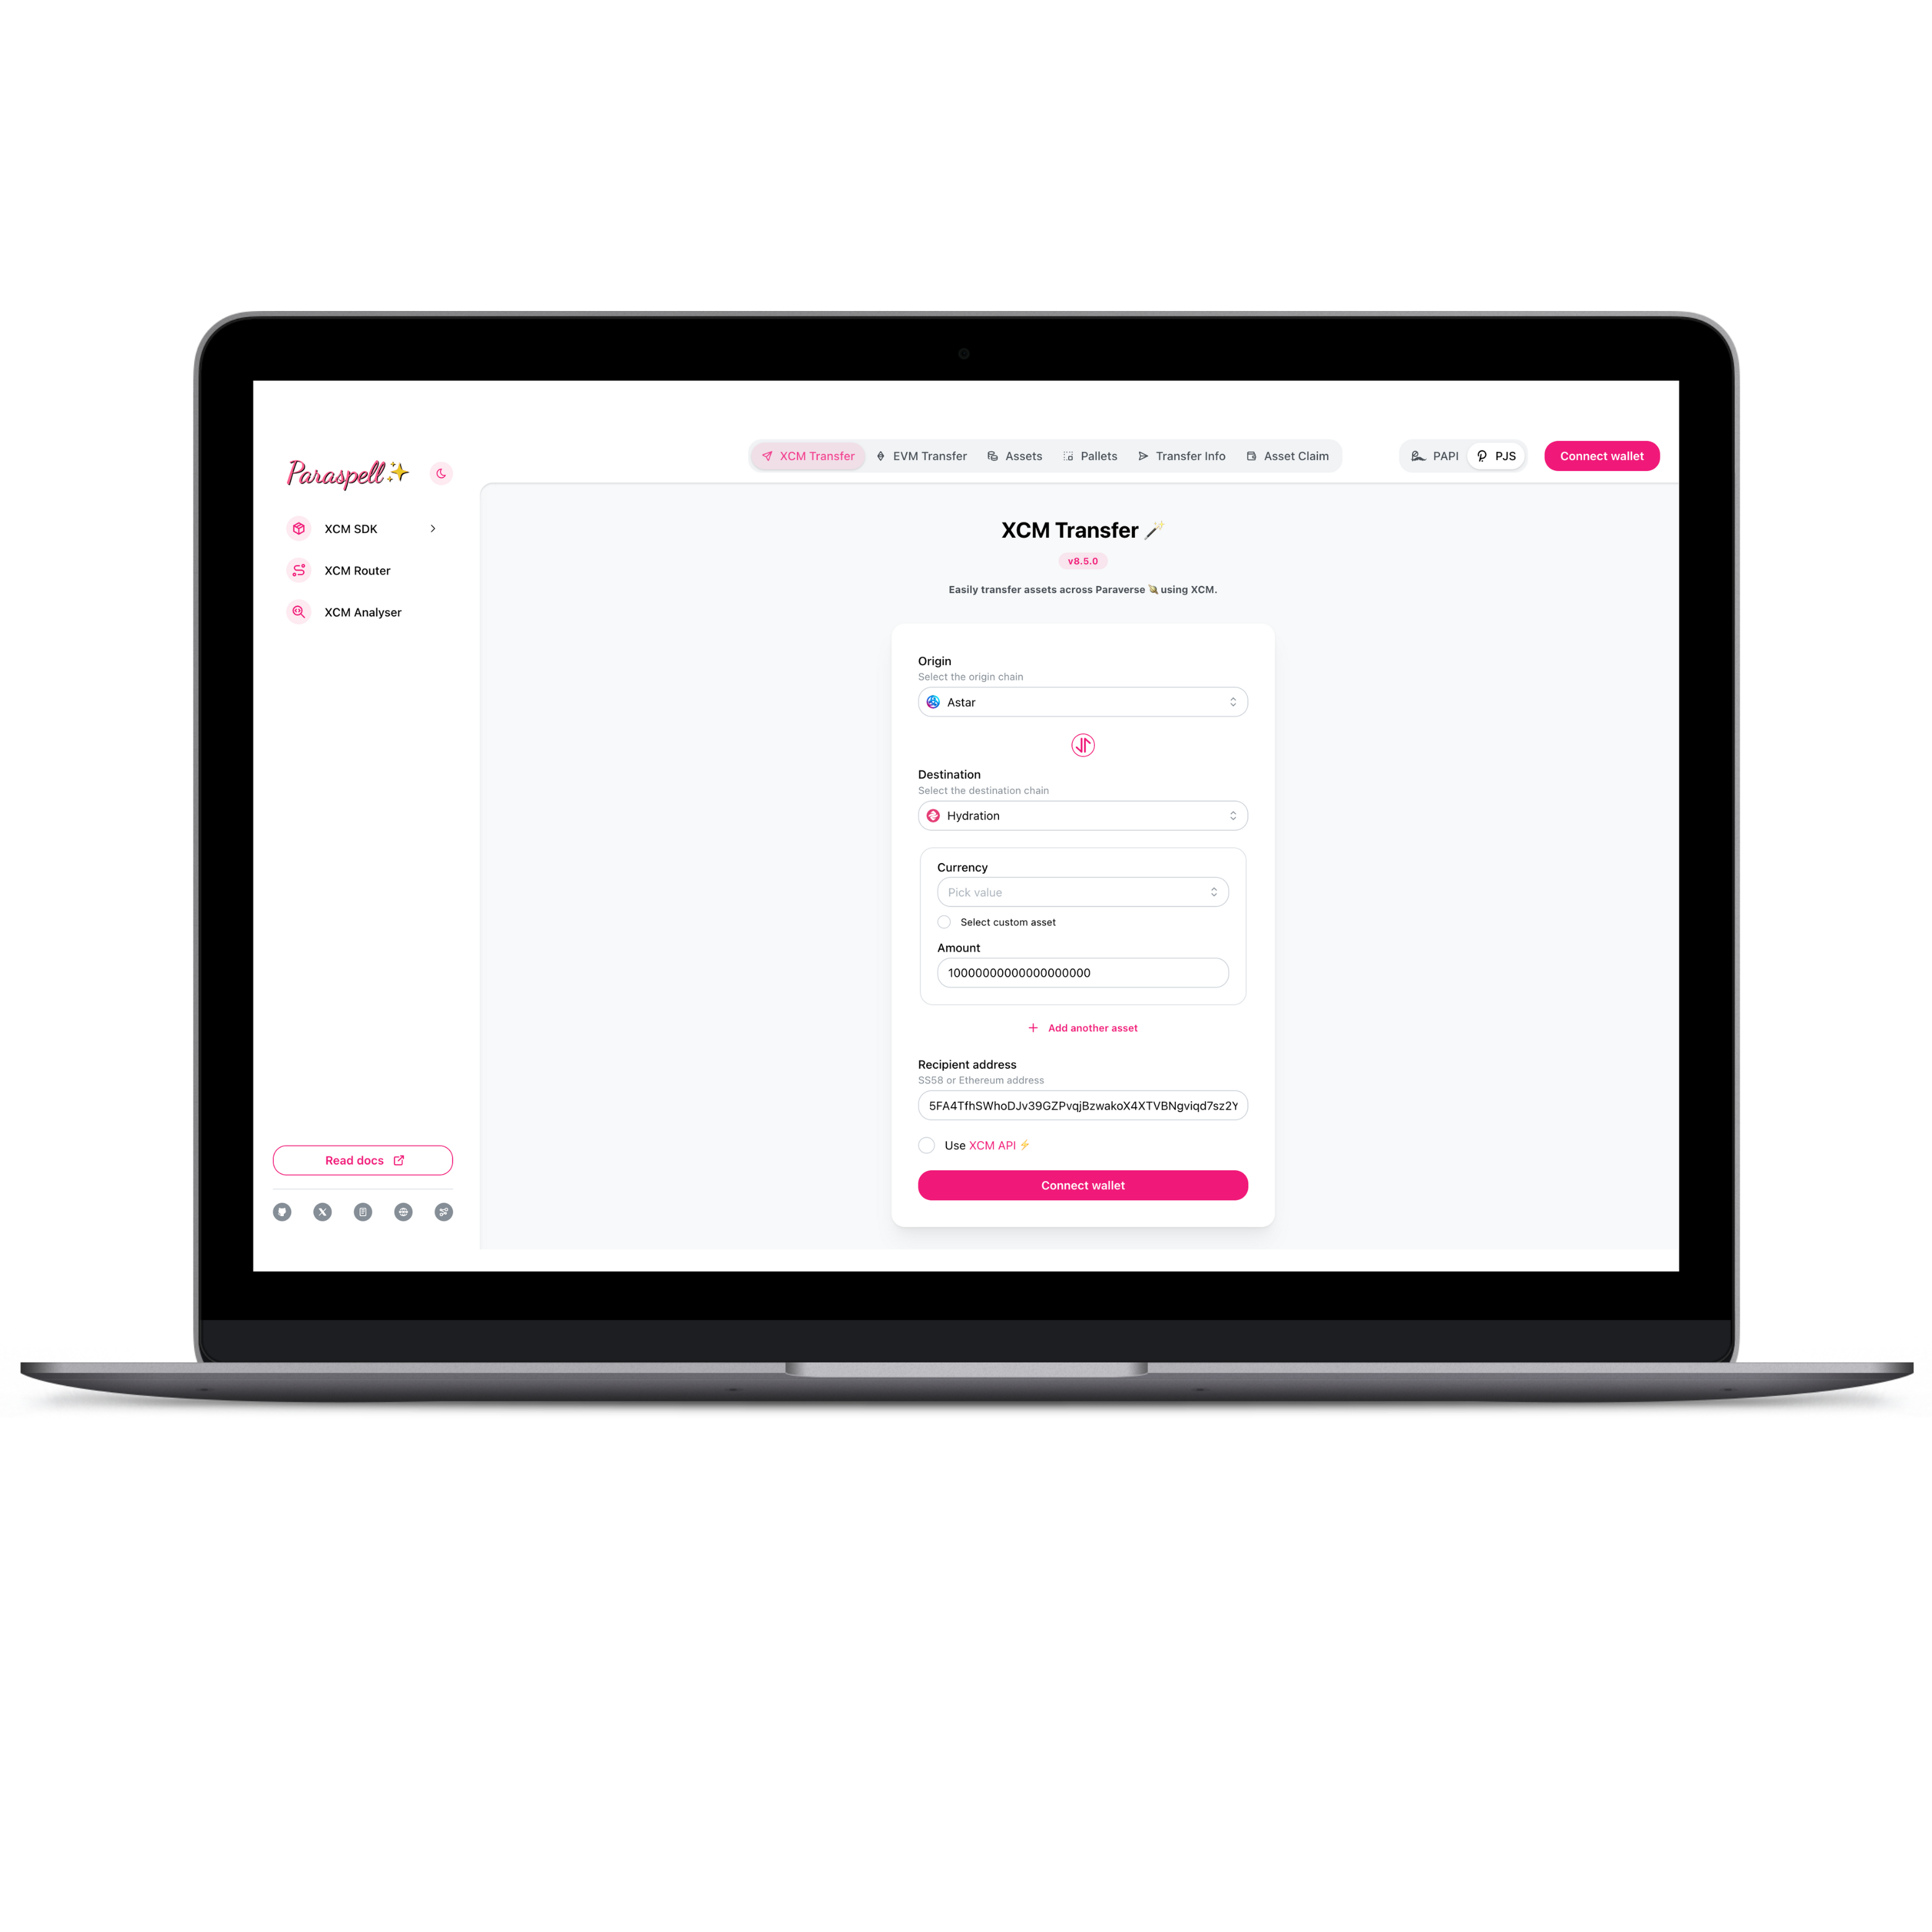 XCM Transfer
EVM Transfer
Assets
Pallets
Transfer Info
Asset Claim
PAPI
PJS
Connect wallet
Paraspell
XCM SDK
XCM Router
XCM Analyser
Read docs
XCM Transfer
v8.5.0
Easily transfer assets across Paraverse using XCM.
Origin
Select the origin chain
Astar
Destination
Select the destination chain
Hydration
Currency
Pick value
Select custom asset
Amount
10000000000000000000
Add another asset
Recipient address
SS58 or Ethereum address
5FA4TfhSWhoDJv39GZPvqjBzwakoX4XTVBNgviqd7sz2Y
Use XCM API
Connect wallet